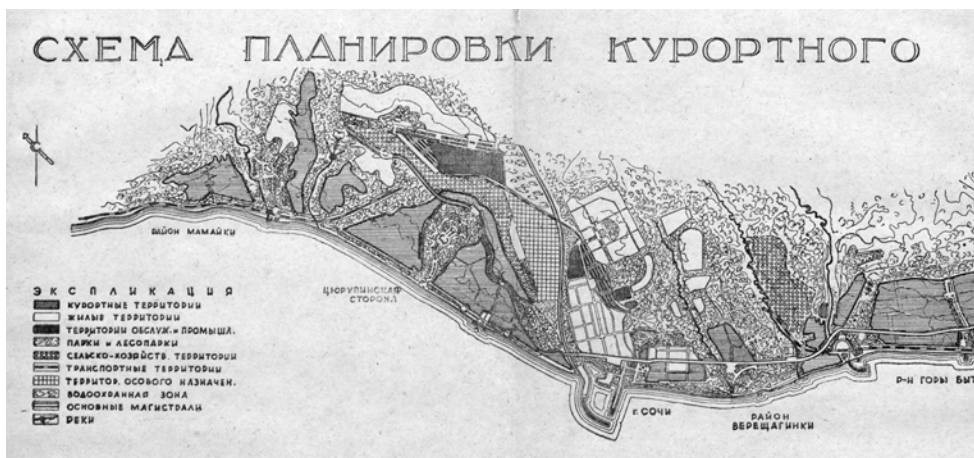 СХЕМА ПЛАНИРОВКИ КУРОРТНОГО
РАЙОН МАМАЙКИ
ЦЮРУПИНСКАЯ
СТОРОНА
ЭКСПЛИКАЦИЯ
КУРОРТНЫЕ ТЕРРИТОРИИ
ЖИЛЫЕ ТЕРРИТОРИИ
ТЕРРИТОРИИ ОБСЛУЖ. и ПРОМЫШЛ.
ПАРКИ и ЛЕСОПАРКИ
СЕЛЬСКО-ХОЗЯЙСТВ. ТЕРРИТОРИИ
ТРАНСПОРТНЫЕ ТЕРРИТОРИИ
ТЕРРИТОР. ОСОБОГО НАЗНАЧЕН.
ВОДООХРАННАЯ ЗОНА
ОСНОВНЫЕ МАГИСТРАЛИ
РЕКИ
г. СОЧИ
РАЙОН
ВЕРЕЩАГИНКИ
Р-Н ГОРЫ БЫТ